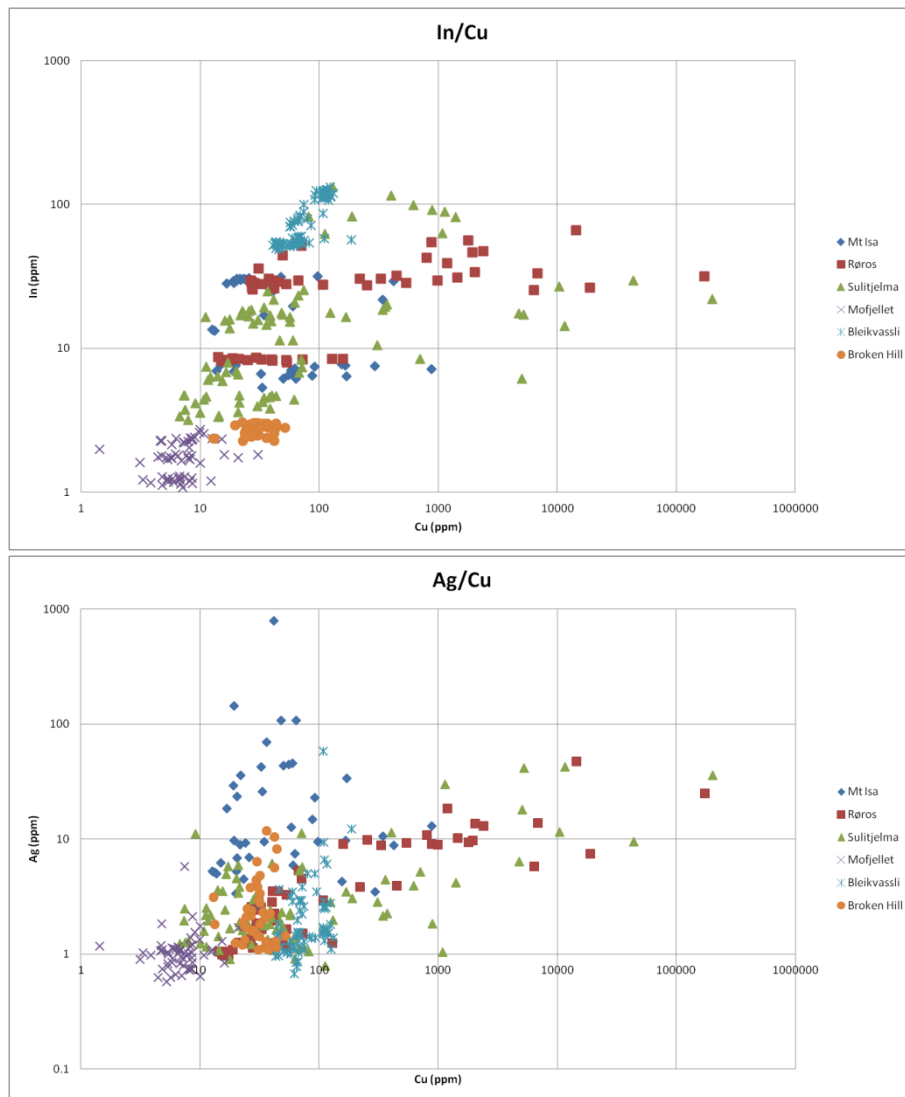 In/Cu
1000
100
10
1
In (ppm)
1 10 100 1000 10000 100000 1000000
Cu (ppm)
Mt Isa
Røros
Sulitjelma
Mofjellet
Bleikvassli
Broken Hill
Ag/Cu
1000
100
10
1
0.1
Ag (ppm)
1 10 100 1000 10000 100000 1000000
Cu (ppm)
Mt Isa
Røros
Sulitjelma
Mofjellet
Bleikvassli
Broken Hill